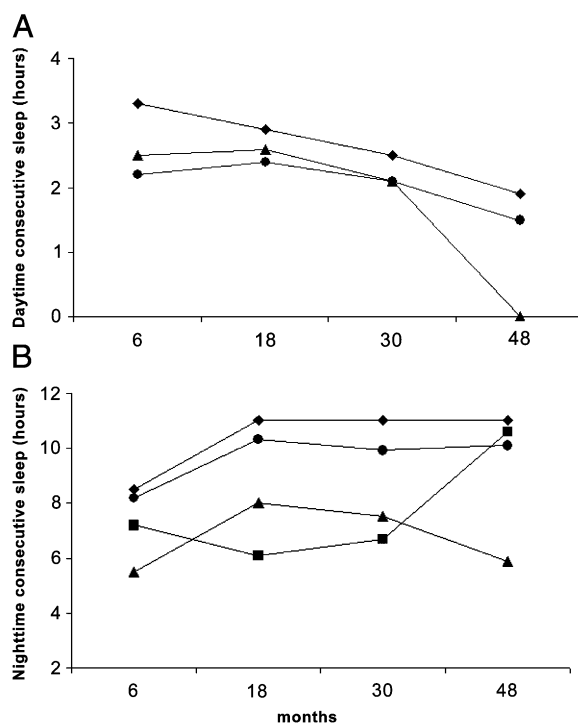 A
Daytime consecutive sleep (hours)
4
3
2
1
0
6 18 30 48
B
Nighttime consecutive sleep (hours)
12
10
8
6
4
2
6 18 30 48
months